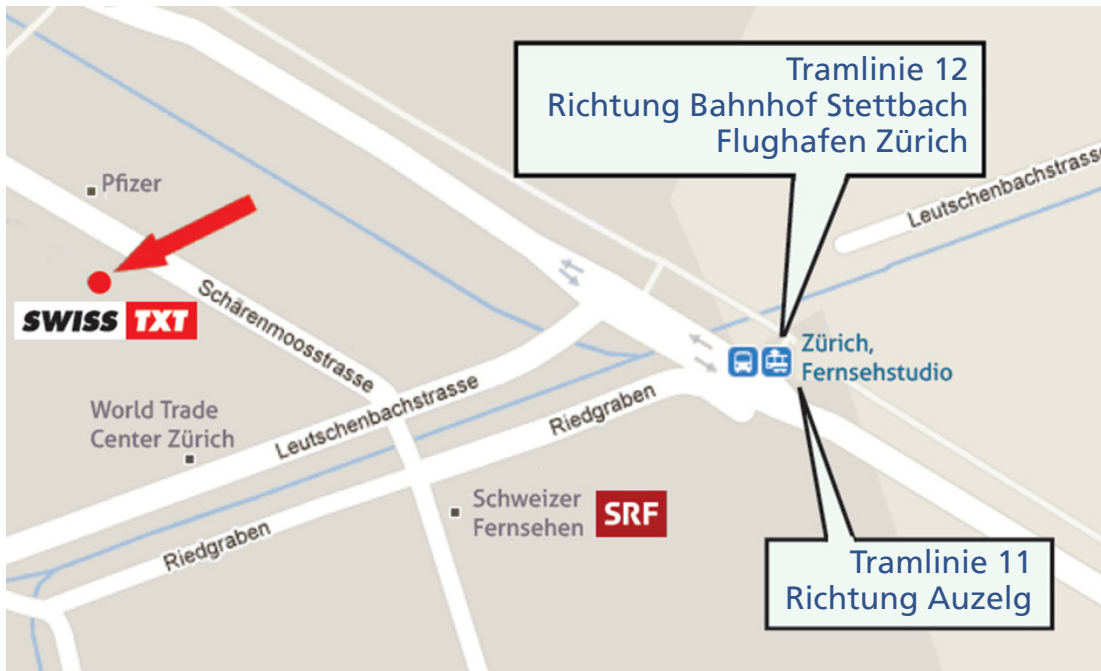 Tramlinie 12
Richtung Bahnhof Stettbach
Flughafen Zürich
Leutschenbachstrasse
Pfizer
SWISS TXT
Schärenmoosstrasse
Zürich,
Fernsehstudio
World Trade
Center Zürich
Leutschenbachstrasse
Riedgraben
Schweizer
Fernsehen
SRF
Riedgraben
Tramlinie 11
Richtung Auzelg